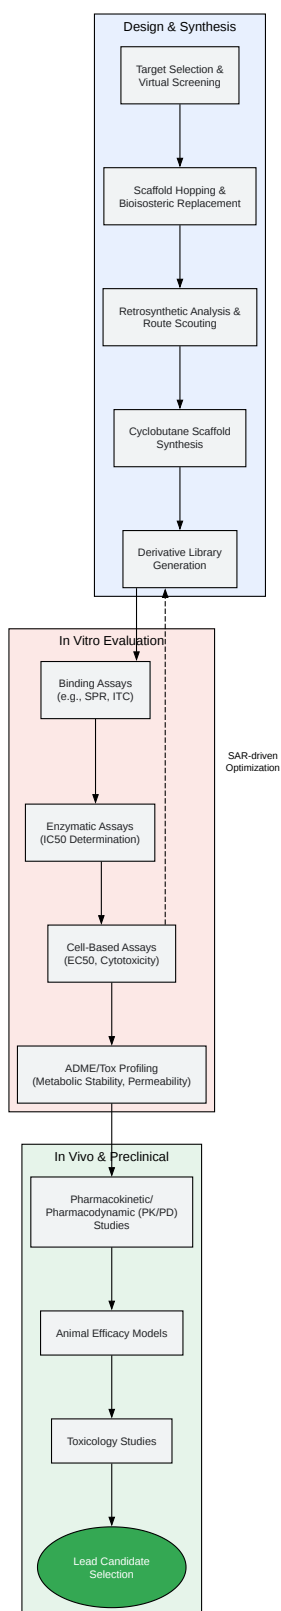 Design & Synthesis
Target Selection &
Virtual Screening
Scaffold Hopping &
Bioisosteric Replacement
Retrosynthetic Analysis &
Route Scouting
Cyclobutane Scaffold
Synthesis
Derivative Library
Generation
In Vitro Evaluation
Binding Assays
(e.g., SPR, ITC)
SAR-driven
Optimization
Enzymatic Assays
(IC50 Determination)
Cell-Based Assays
(EC50, Cytotoxicity)
ADME/Tox Profiling
(Metabolic Stability, Permeability)
In Vivo & Preclinical
Pharmacokinetic/
Pharmacodynamic (PK/PD)
Studies
Animal Efficacy Models
Toxicology Studies
Lead Candidate
Selection